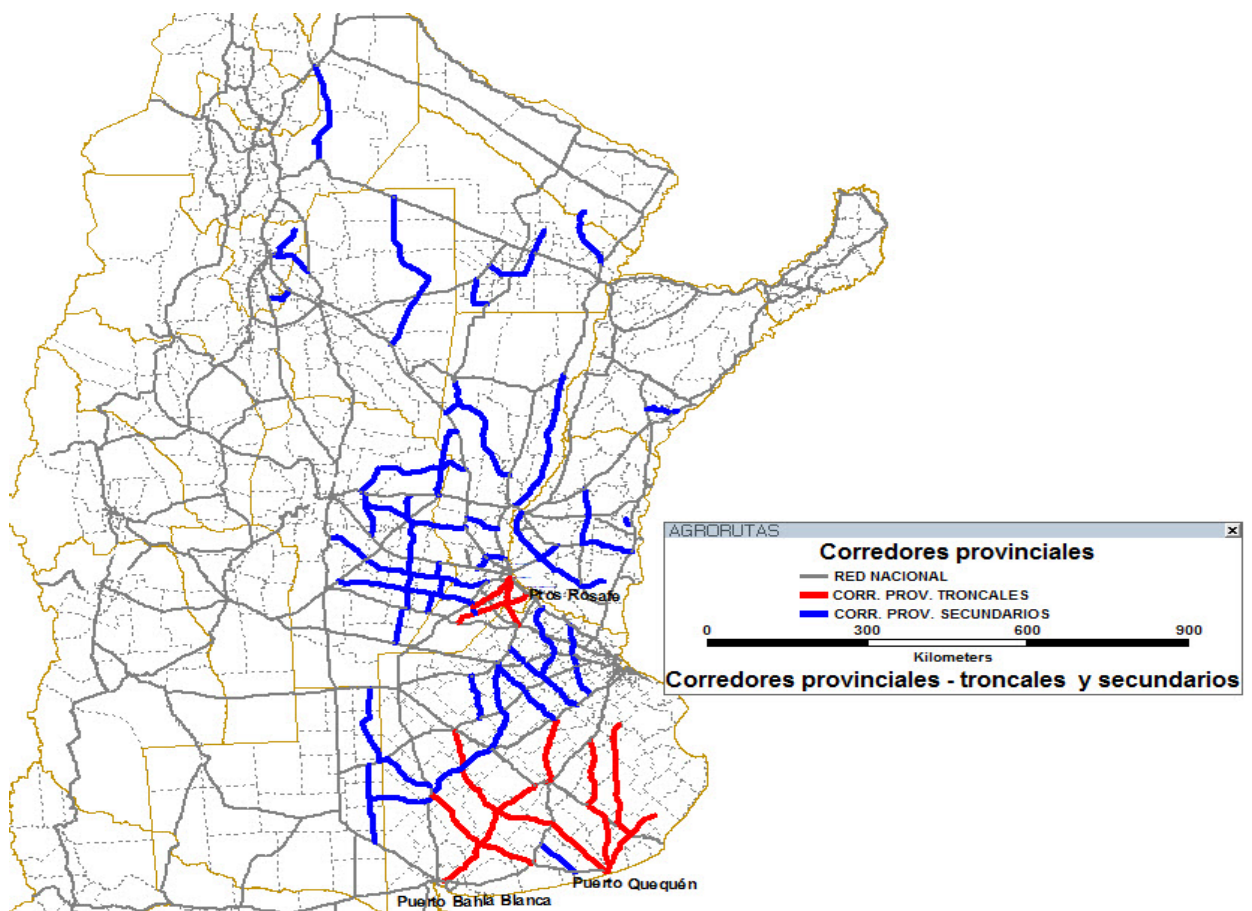 AGRORUTAS
Corredores provinciales
RED NACIONAL
CORR. PROV. TRONCALES
CORR. PROV. SECUNDARIOS
0 300 600 900
Kilometers
Corredores provinciales - troncales y secundarios
Ptos Rosafe
Puerto Quequén
Puerto Bahía Blanca